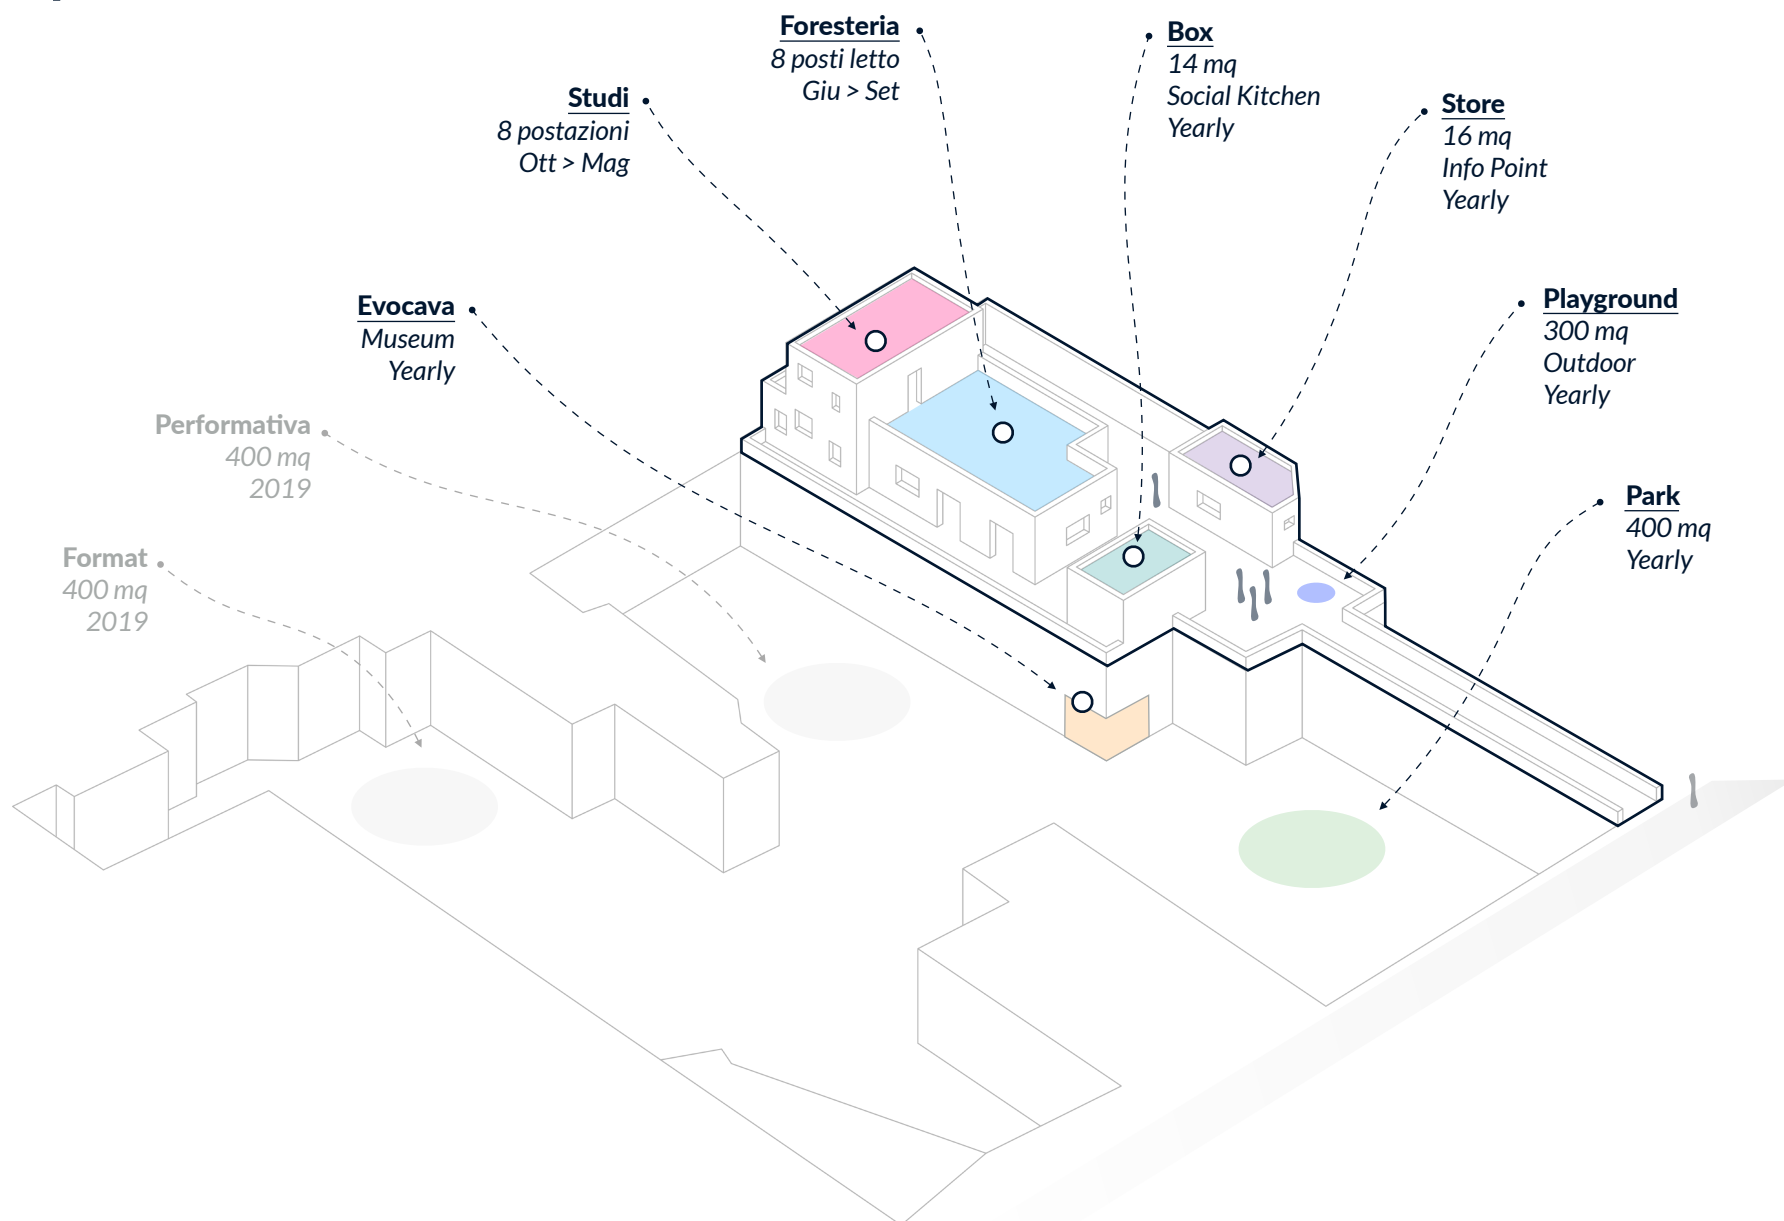 Foresteria
8 posti letto
Giu > Set
Box
14 mq
Social Kitchen
Yearly
Studi
8 postazioni
Ott > Mag
Store
16 mq
Info Point
Yearly
Evocava
Museum
Yearly
Playground
300 mq
Outdoor
Yearly
Performativa
400 mq
2019
Park
400 mq
Yearly
Format
400 mq
2019